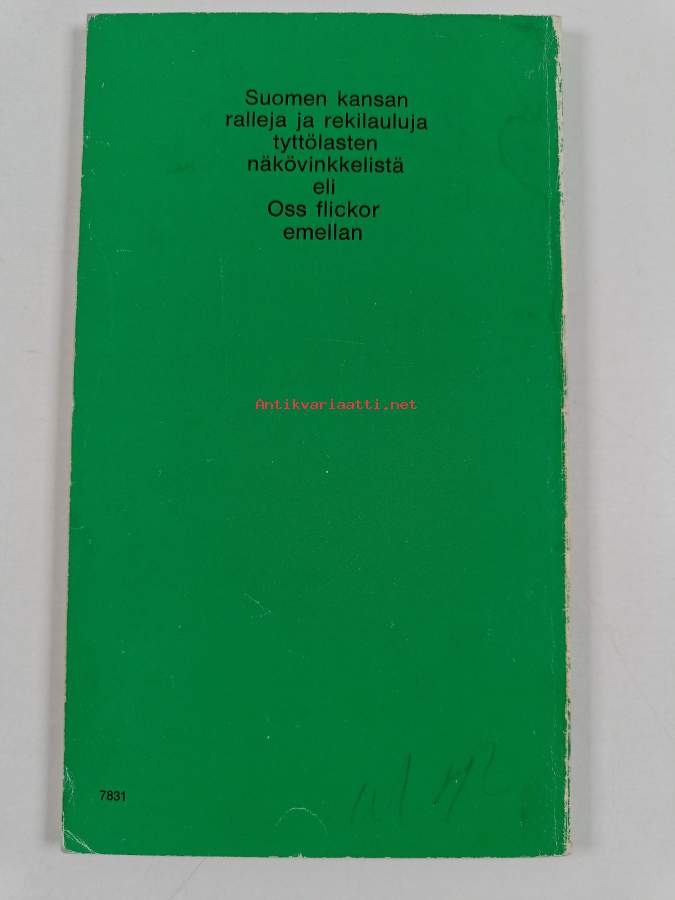 Suomen kansan
ralleja ja rekilauluja
tyttölasten
näkövinkkelistä
eli
Oss flickor
emellan
Antikvariaatti.net
7831